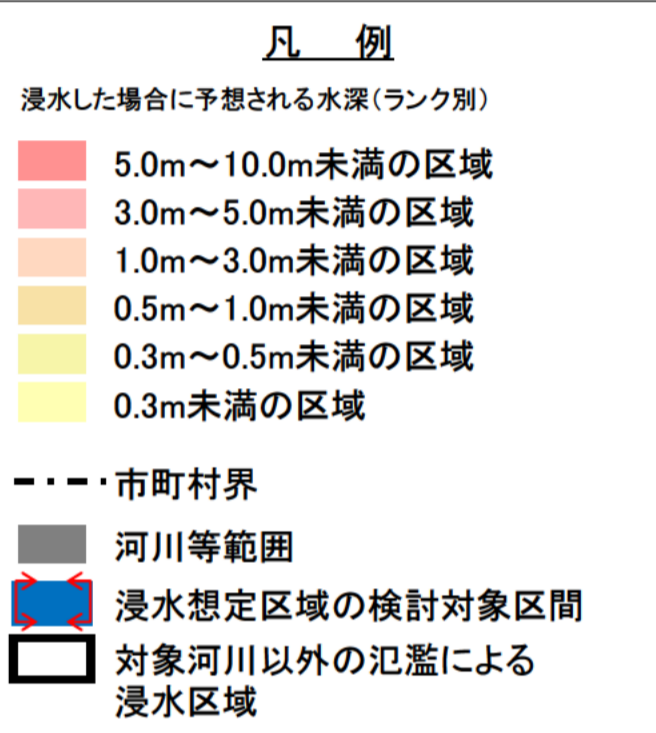 凡　例
浸水した場合に予想される水深(ランク別)
5.0m～10.0m未満の区域
3.0m～5.0m未満の区域
1.0m～3.0m未満の区域
0.5m～1.0m未満の区域
0.3m～0.5m未満の区域
0.3m未満の区域
市町村界
河川等範囲
浸水想定区域の検討対象区間
対象河川以外の氾濫による
浸水区域